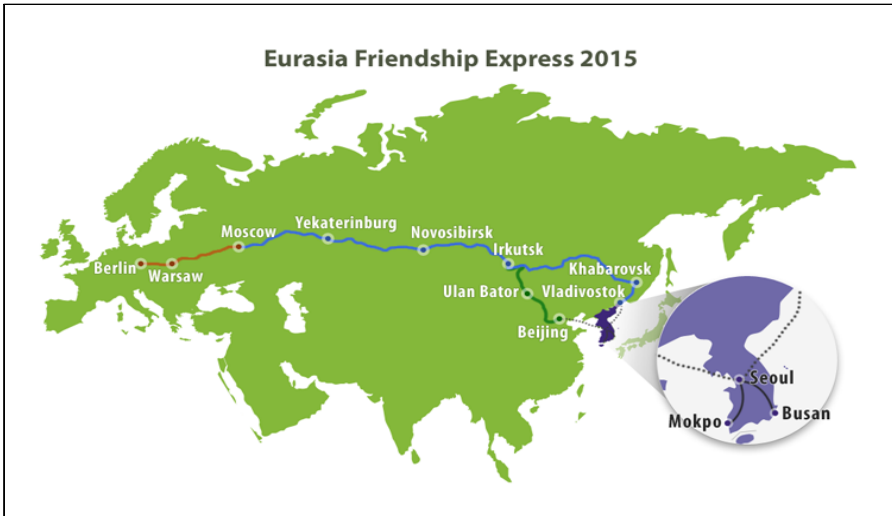 Eurasia Friendship Express 2015
Moscow
Yekaterinburg
Novosibirsk
Irkutsk
Berlin
Warsaw
Khabarovsk
Ulan Bator
Vladivostok
Beijing
Seoul
Mokpo
Busan